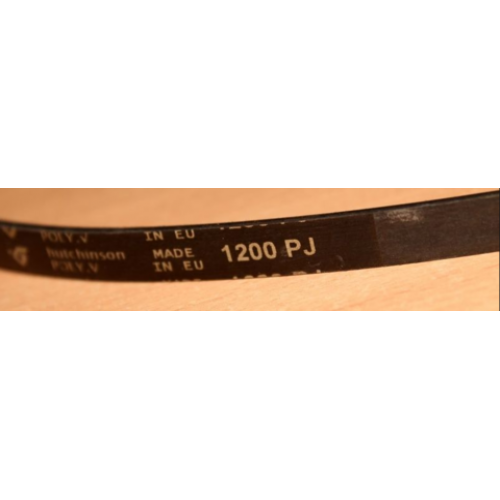 POLY.V IN EU
hutchinson MADE 1200 PJ
POLY.V IN EU